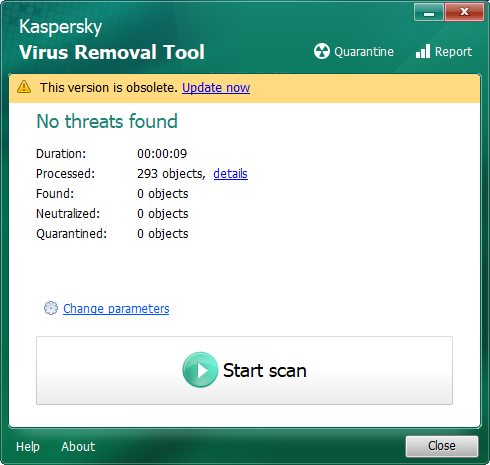 Kaspersky
Virus Removal Tool
Quarantine
Report
This version is obsolete. Update now
No threats found
Duration: 00:00:09
Processed: 293 objects, details
Found: 0 objects
Neutralized: 0 objects
Quarantined: 0 objects
Change parameters
Start scan
Help
About
Close